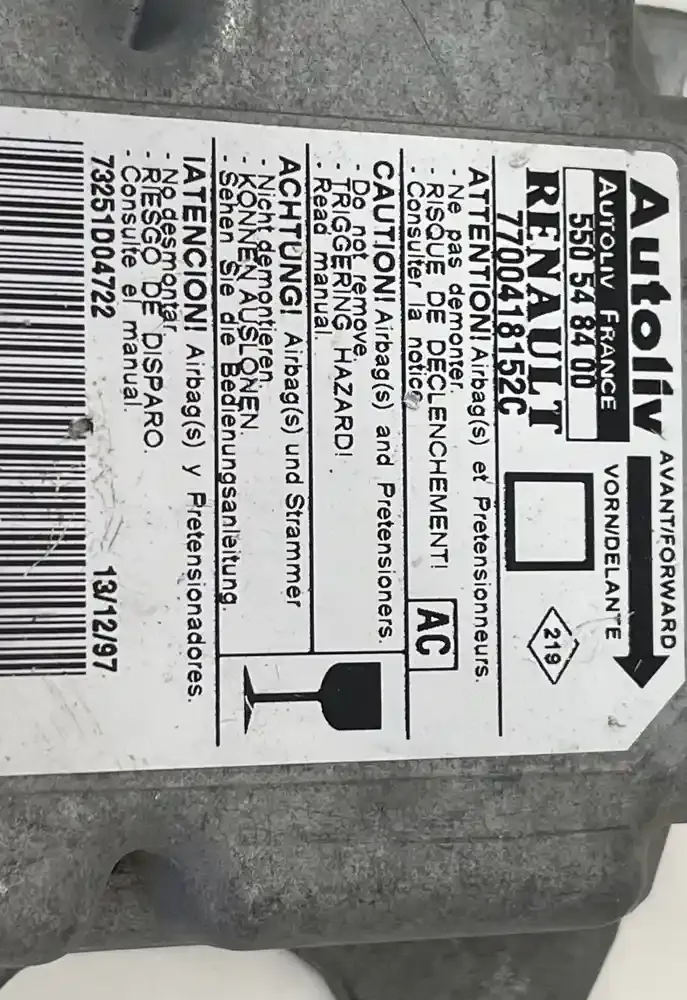 Autoliv
AUTOLIV FRANCE
550 54 84 00
RENAULT
7700418152C
AVANT/FORWARD
VORN/DELANTE
219
ATTENTION! Airbag(s) et Pretensionneurs.
- Ne pas demonter.
- RISQUE DE DECLENCHEMENT!
- Consulter la notice
AC
CAUTION! Airbag(s) and Pretensioners.
- Do not remove.
- TRIGGERING HAZARD!
- Read manual.
ACHTUNG! Airbag(s) und Strammer
- Nicht demontieren.
- KONNEN AUSLONEN.
- Sehen Sie die Bedienungsanleitung.
IATENCION! Airbag(s) y Pretensionadores.
- No desmontar.
- RIESGO DE DISPARO.
- Consulte el manual.
73251D04722 13/12/97